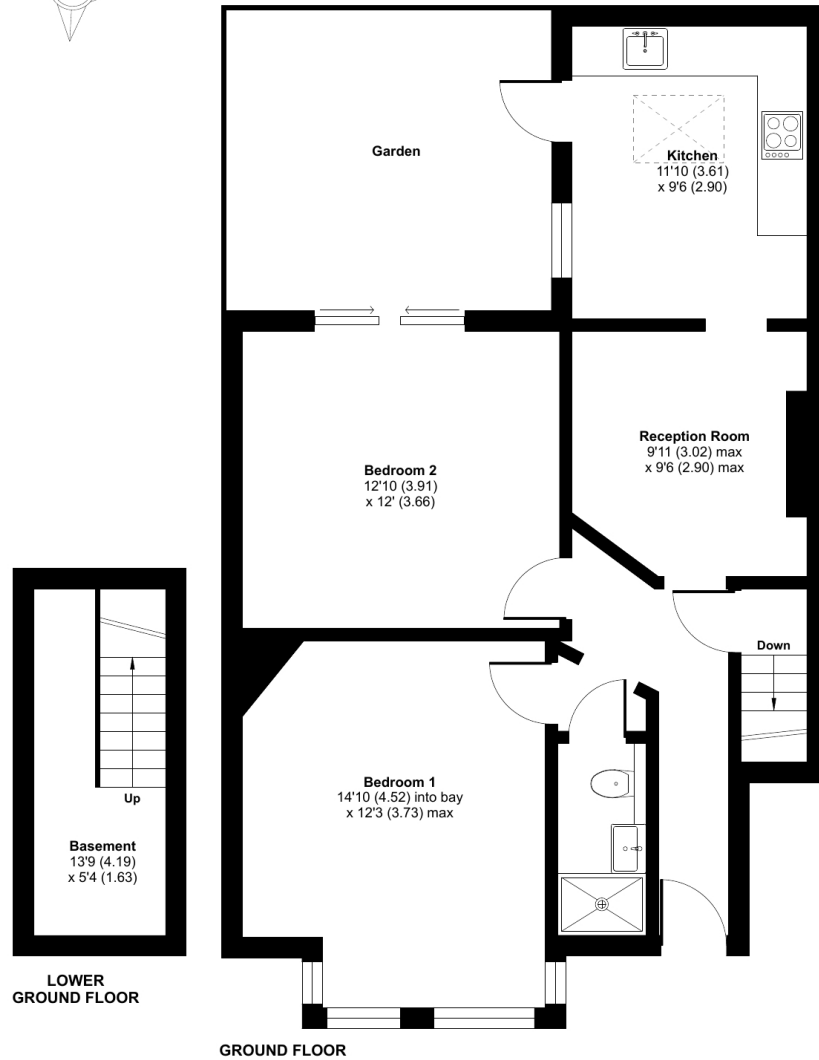 Garden
Kitchen
11'10 (3.61)
x 9'6 (2.90)
Reception Room
9'11 (3.02) max
x 9'6 (2.90) max
Bedroom 2
12'10 (3.91)
x 12' (3.66)
Down
Bedroom 1
14'10 (4.52) into bay
x 12'3 (3.73) max
Up
Basement
13'9 (4.19)
x 5'4 (1.63)
LOWER
GROUND FLOOR
GROUND FLOOR